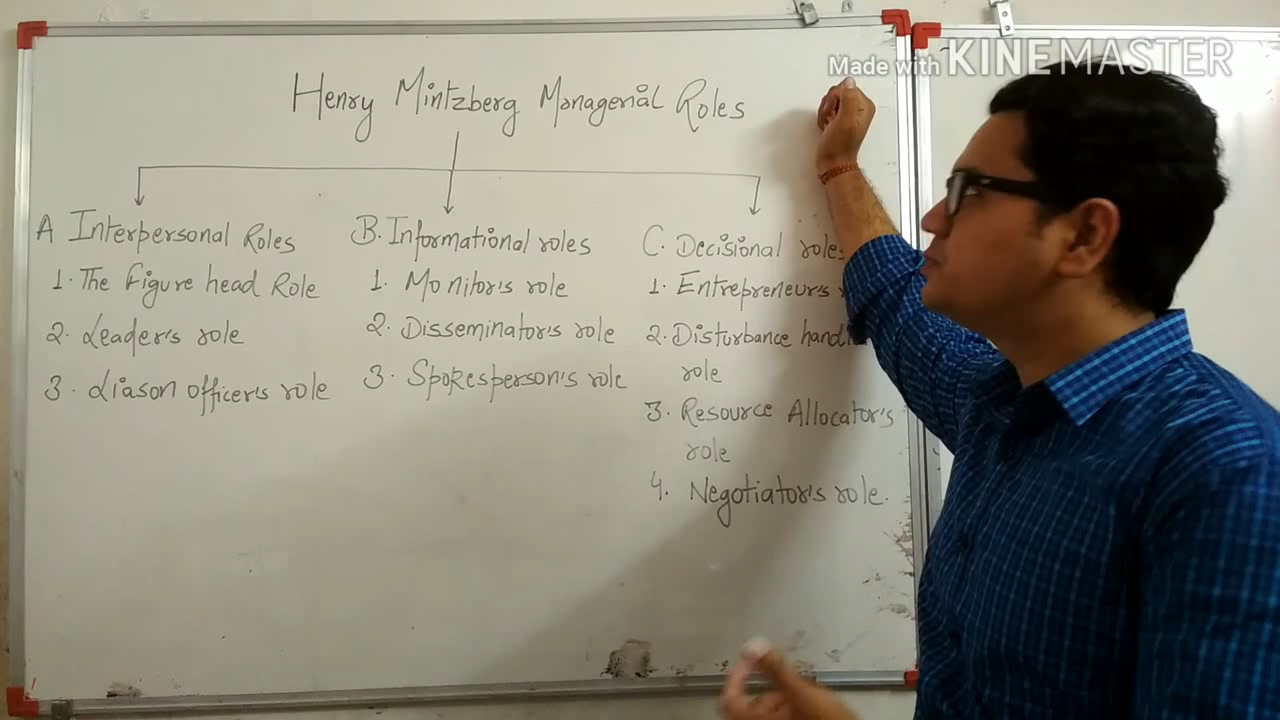 Made with KINEMASTER
Henry Mintzberg Managerial Roles
A Interpersonal Roles
1. The Figure head Role
2. Leader's role
3. Liason officer's role
B. Informational roles
1. Monitor's role
2. Disseminator's role
3. Spokesperson's role
C. Decisional role
1. Entrepreneur's
2. Disturbance handl
role
3. Resource Allocator's
role
4. Negotiator's role.